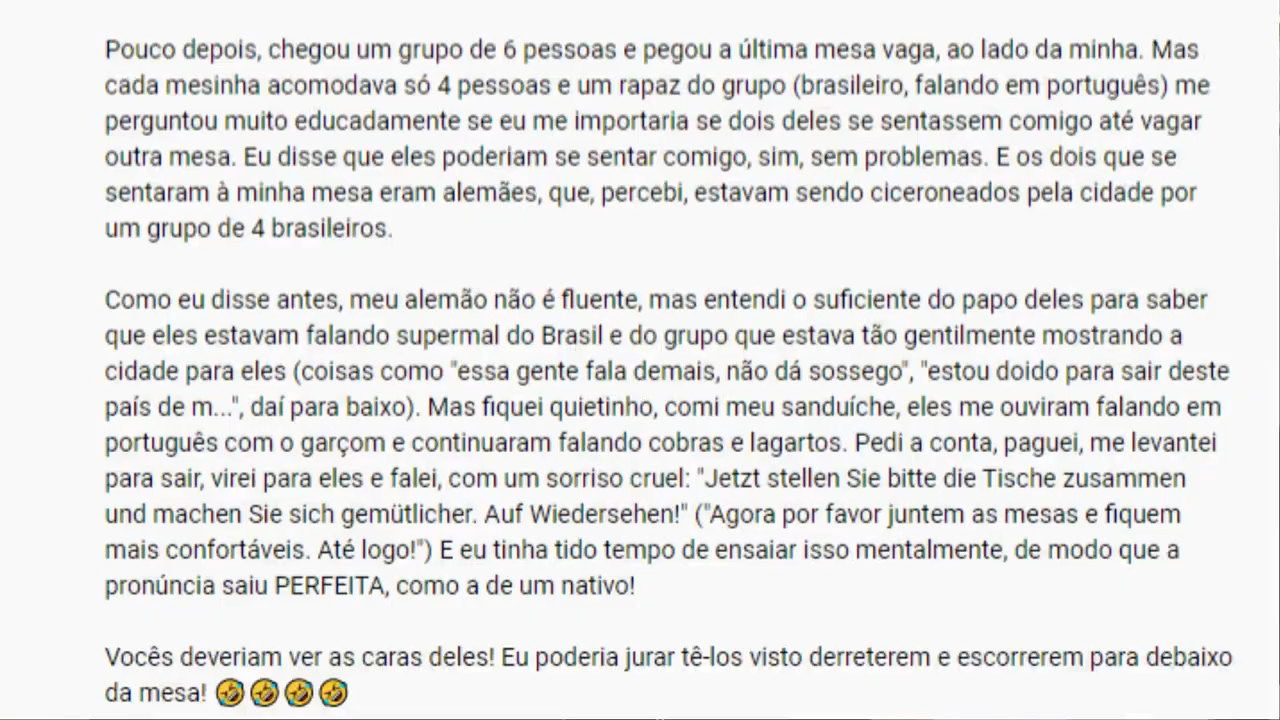 Pouco depois, chegou um grupo de 6 pessoas e pegou a última mesa vaga, ao lado da minha. Mas
cada mesinha acomodava só 4 pessoas e um rapaz do grupo (brasileiro, falando em português) me
perguntou muito educadamente se eu me importaria se dois deles se sentassem comigo até vagar
outra mesa. Eu disse que eles poderiam se sentar comigo, sim, sem problemas. E os dois que se
sentaram à minha mesa eram alemães, que, percebi, estavam sendo ciceroneados pela cidade por
um grupo de 4 brasileiros.
Como eu disse antes, meu alemão não é fluente, mas entendi o suficiente do papo deles para saber
que eles estavam falando supermal do Brasil e do grupo que estava tão gentilmente mostrando a
cidade para eles (coisas como "essa gente fala demais, não dá sossego", "estou doido para sair deste
país de m...", daí para baixo). Mas fiquei quietinho, comi meu sanduíche, eles me ouviram falando em
português com o garçom e continuaram falando cobras e lagartos. Pedi a conta, paguei, me levantei
para sair, virei para eles e falei, com um sorriso cruel: "Jetzt stellen Sie bitte die Tische zusammen
und machen Sie sich gemütlicher. Auf Wiedersehen!" ("Agora por favor juntem as mesas e fiquem
mais confortáveis. Até logo!") E eu tinha tido tempo de ensaiar isso mentalmente, de modo que a
pronúncia saiu PERFEITA, como a de um nativo!
Vocês deveriam ver as caras deles! Eu poderia jurar tê-los visto derreterem e escorrerem para debaixo
da mesa! 🤣🤣🤣🤣